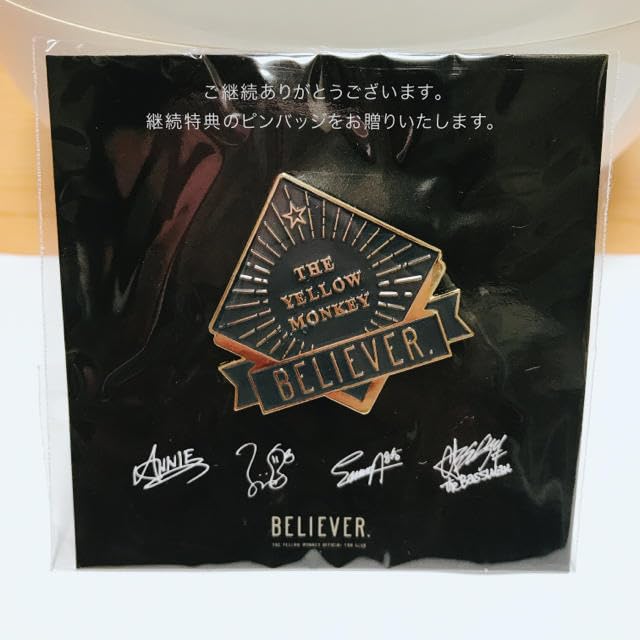 ご継続ありがとうございます。
継続特典のピンバッジをお贈りいたします。
THE
YELLOW
MONKEY
BELIEVER.
ANNIE
BELIEVER.
THE YELLOW MONKEY OFFICIAL FAN CLUB